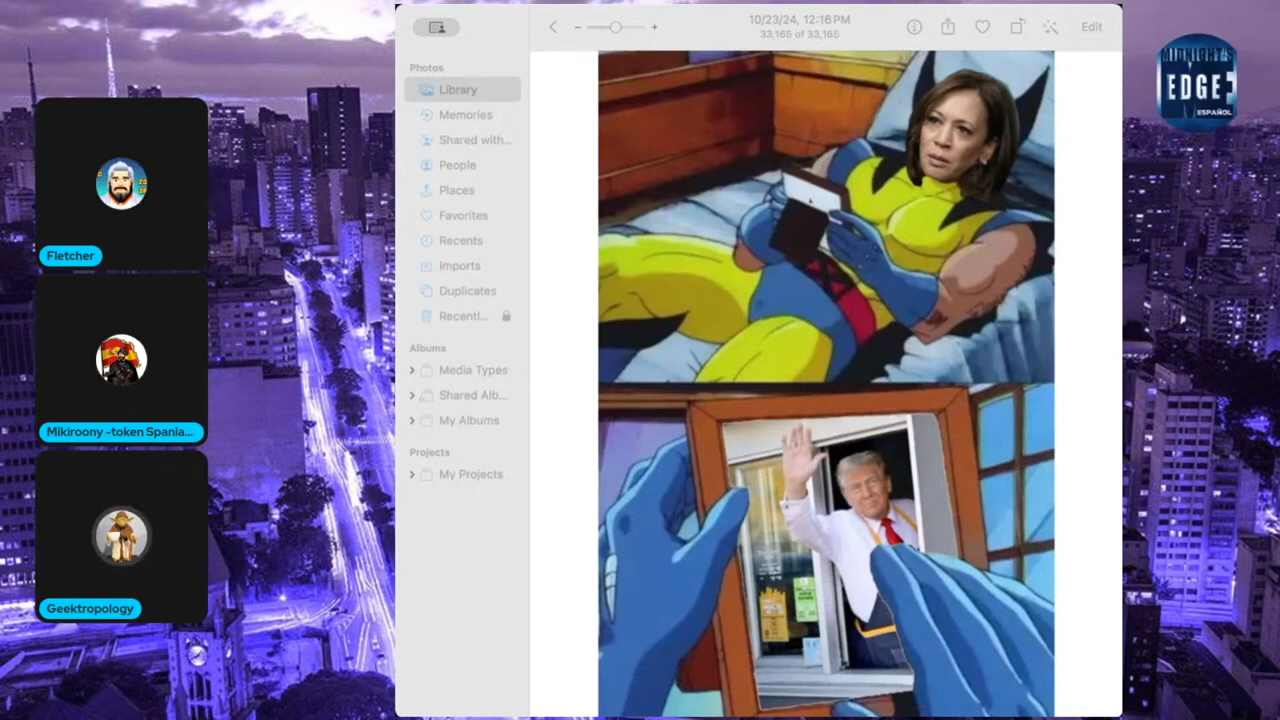 10/23/24, 12:16 PM
33,165 of 33,165
Edit
Photos
Library
Memories
Shared with...
People
Places
Favorites
Recents
Imports
Duplicates
Recentl...
Albums
Media Types
Shared Alb...
My Albums
Projects
My Projects
Fletcher
Mikiroony -token Spania...
Geektropology
MIDNIGHT'S
EDGE
ESPAÑOL